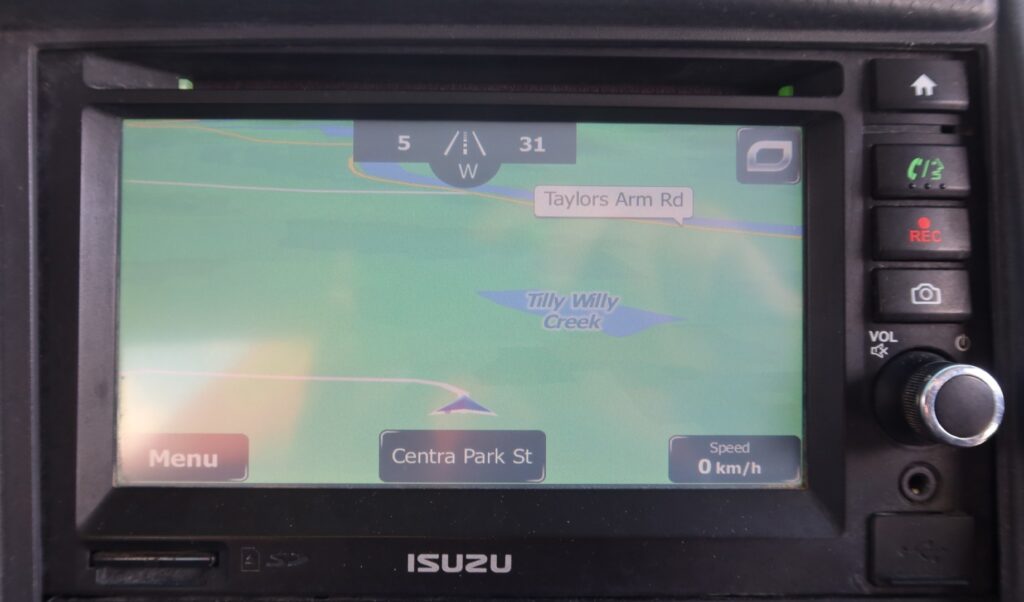 5 31
W
Taylors Arm Rd
REC
Tilly Willy
Creek
VOL
Menu
Centra Park St
Speed
0 km/h
SD
ISUZU